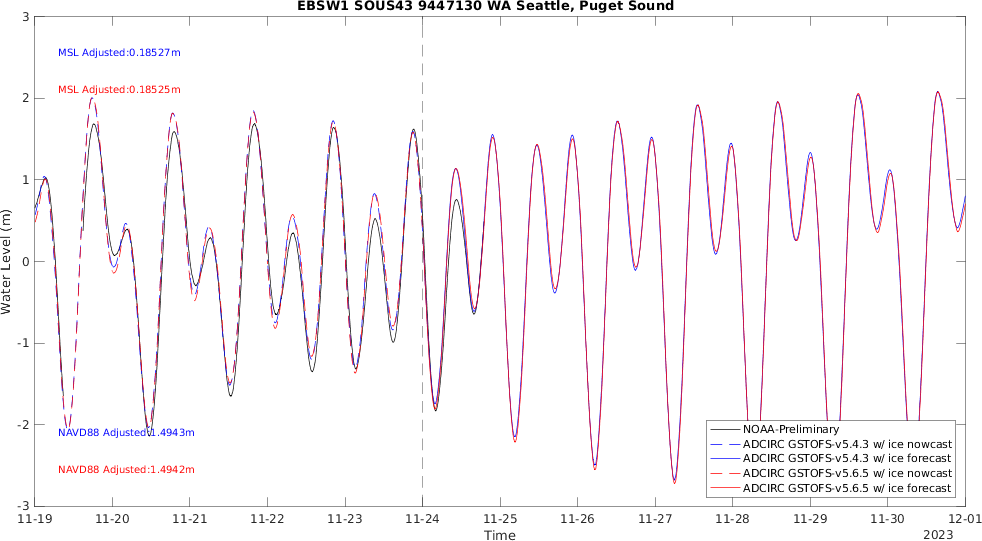 EBSW1 SOUS43 9447130 WA Seattle, Puget Sound
3
MSL Adjusted:0.18527m
MSL Adjusted:0.18525m
2
1
0
Water Level (m)
-1
-2
NAVD88 Adjusted:1.4943m
NAVD88 Adjusted:1.4942m
-3
NOAA-Preliminary
ADCIRC GSTOFS-v5.4.3 w/ ice nowcast
ADCIRC GSTOFS-v5.4.3 w/ ice forecast
ADCIRC GSTOFS-v5.6.5 w/ ice nowcast
ADCIRC GSTOFS-v5.6.5 w/ ice forecast
11-19 11-20 11-21 11-22 11-23 11-24 11-25 11-26 11-27 11-28 11-29 11-30 12-01
Time
2023